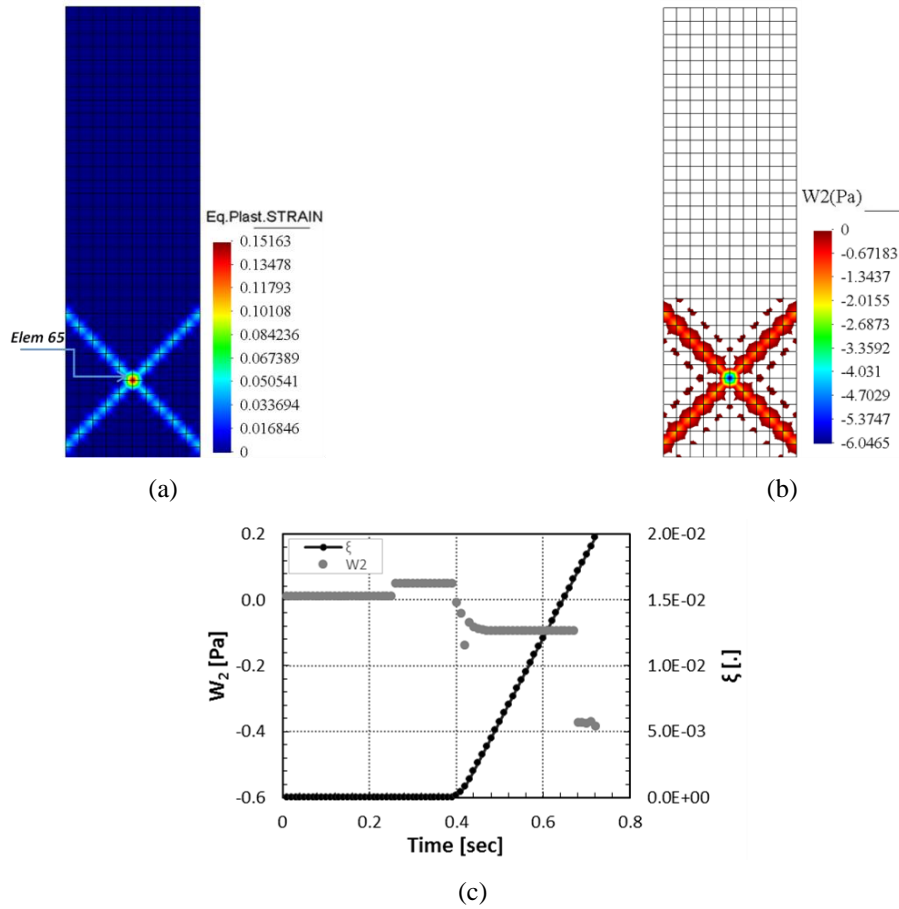 Eq.Plast.STRAIN
0.15163
0.13478
0.11793
0.10108
0.084236
0.067389
0.050541
0.033694
0.016846
0
Elem 65
(a)
W2(Pa)
0
-0.67183
-1.3437
-2.0155
-2.6873
-3.3592
-4.031
-4.7029
-5.3747
-6.0465
(b)
ξ
W2
0.2
0.0
-0.2
-0.4
-0.6
W₂ [Pa]
2.0E-02
1.5E-02
1.0E-02
5.0E-03
0.0E+00
ξ [·]
0 0.2 0.4 0.6 0.8
Time [sec]
(c)